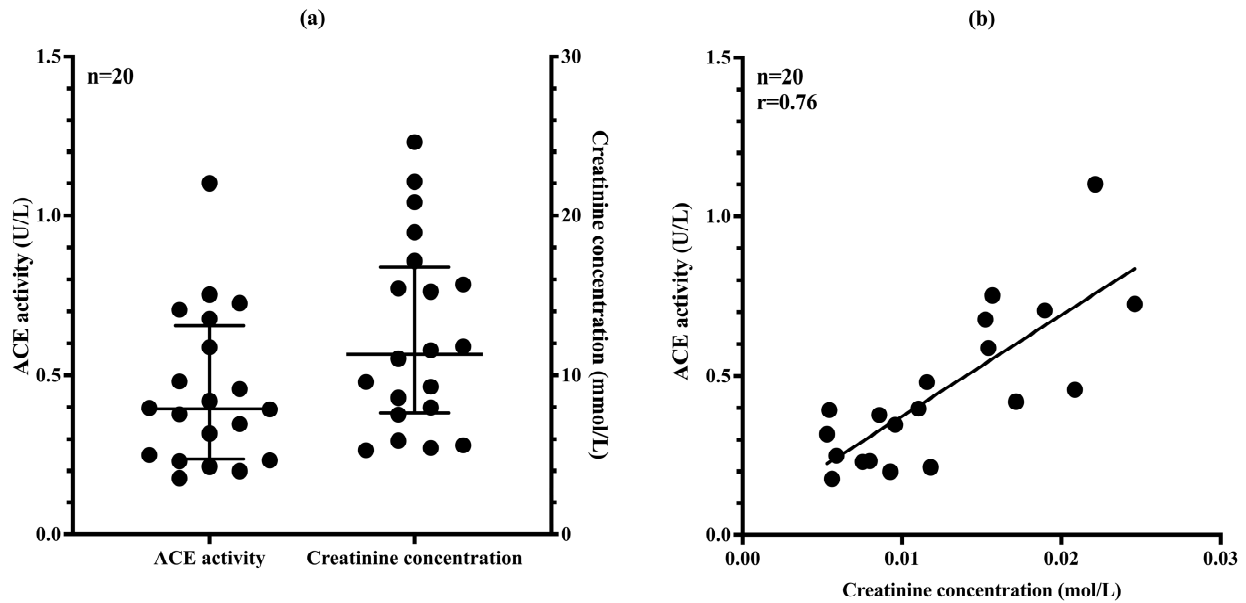 (a)
n=20
1.5
1.0
0.5
0.0
ACE activity (U/L)
30
20
10
0
Creatinine concentration (mmol/L)
ACE activity
Creatinine concentration
(b)
n=20
r=0.76
1.5
1.0
0.5
0.0
ACE activity (U/L)
0.00
0.01
0.02
0.03
Creatinine concentration (mol/L)